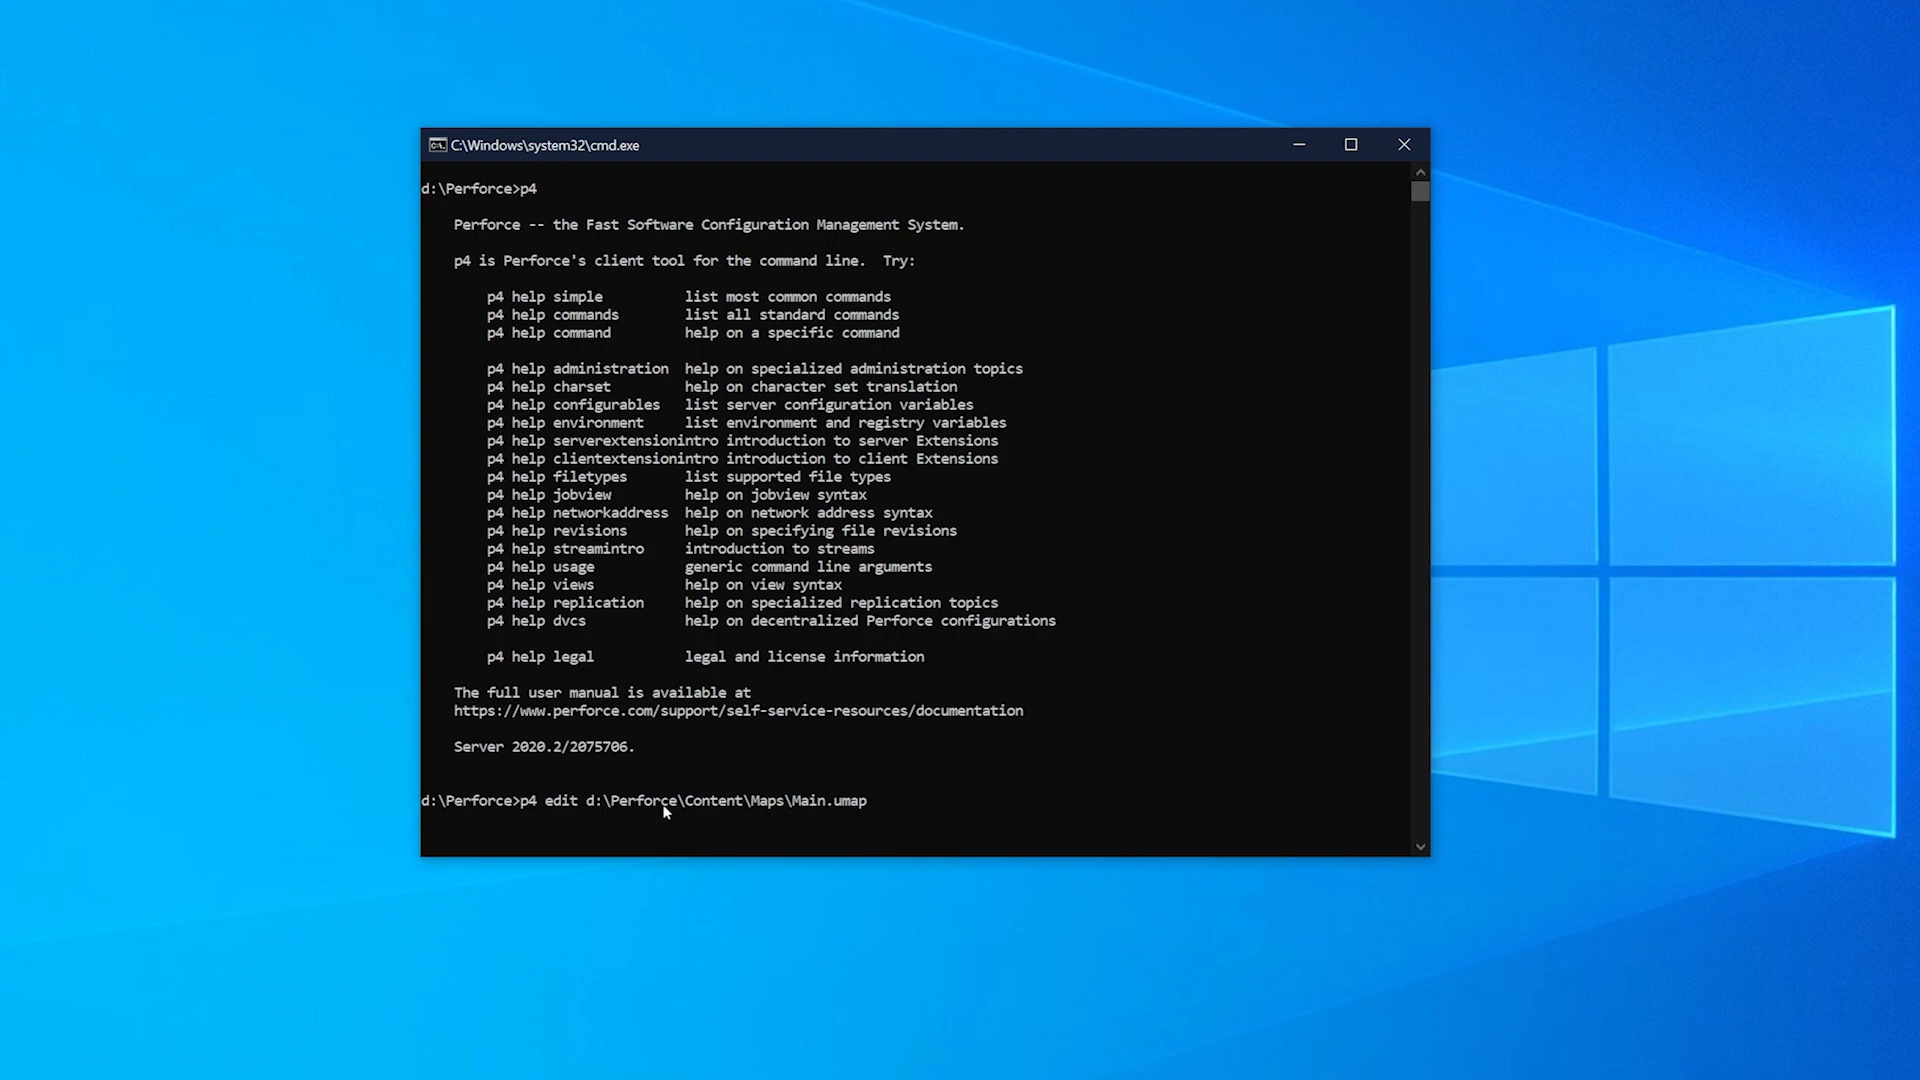 C:\Windows\system32\cmd.exe
d:\Perforce>p4
Perforce -- the Fast Software Configuration Management System.
p4 is Perforce's client tool for the command line.  Try:
p4 help simple          list most common commands
p4 help commands        list all standard commands
p4 help command         help on a specific command
p4 help administration  help on specialized administration topics
p4 help charset         help on character set translation
p4 help configurables   list server configuration variables
p4 help environment     list environment and registry variables
p4 help serverextensionintro introduction to server Extensions
p4 help clientextensionintro introduction to client Extensions
p4 help filetypes       list supported file types
p4 help jobview         help on jobview syntax
p4 help networkaddress  help on network address syntax
p4 help revisions       help on specifying file revisions
p4 help streamintro     introduction to streams
p4 help usage           generic command line arguments
p4 help views           help on view syntax
p4 help replication     help on specialized replication topics
p4 help dvcs            help on decentralized Perforce configurations
p4 help legal           legal and license information
The full user manual is available at
https://www.perforce.com/support/self-service-resources/documentation
Server 2020.2/2075706.
d:\Perforce>p4 edit d:\Perforce\Content\Maps\Main.umap